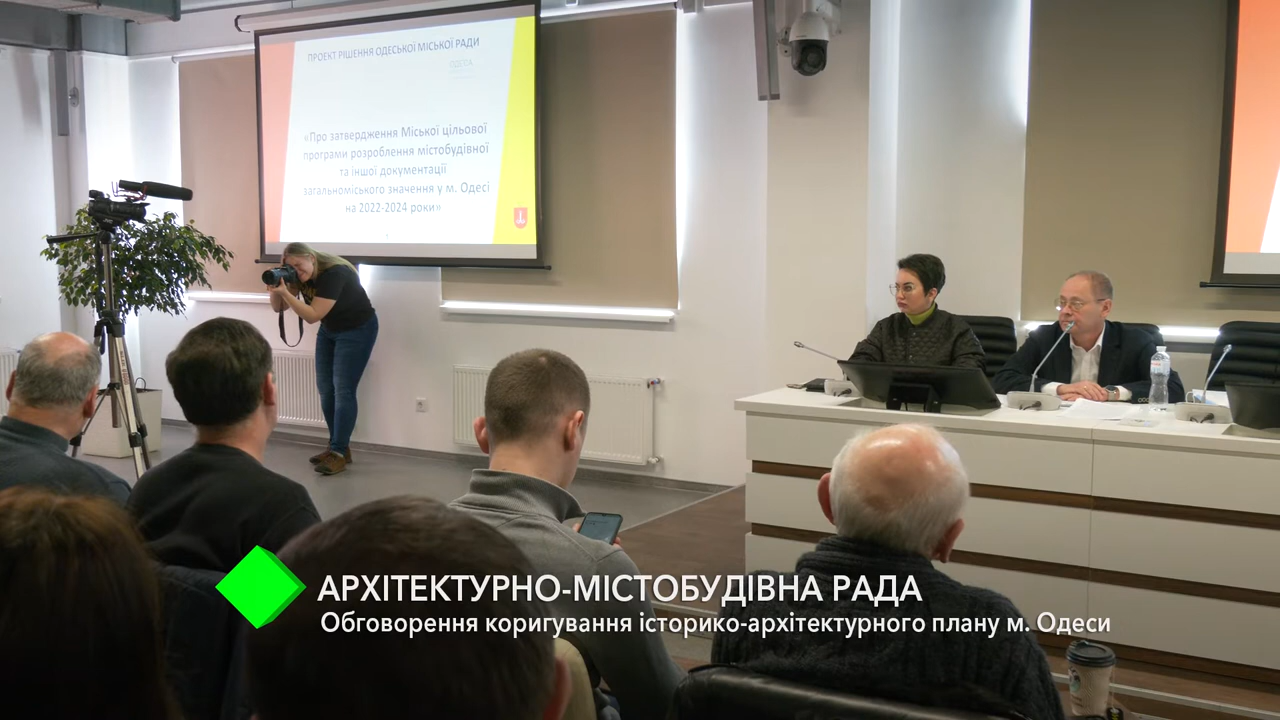 ПРОЕКТ РІШЕННЯ ОДЕСЬКОЇ МІСЬКОЇ РАДИ
ОДЕСА
«Про затвердження Міської цільової
програми розроблення містобудівної
та іншої документації
загальноміського значення у м. Одесі
на 2022-2024 роки»
АРХІТЕКТУРНО-МІСТОБУДІВНА РАДА
Обговорення коригування історико-архітектурного плану м. Одеси